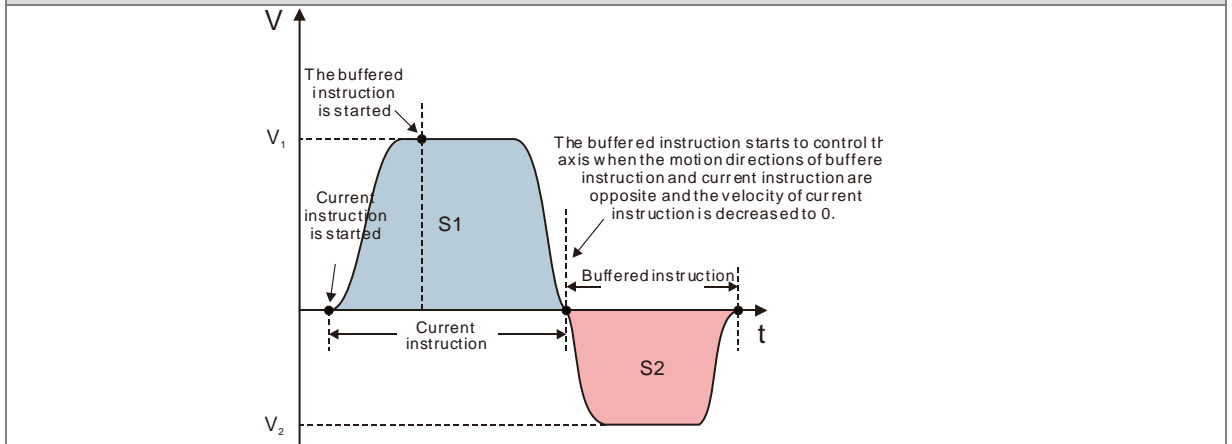 V
The buffered
instruction
is started
V1
The buffered instruction starts to control th
axis when the motion directions of buffere
instruction and current instruction are
opposite and the velocity of current
instruction is decreased to 0.
Current
instruction
is started
S1
Buffered instruction
Current
instruction
t
S2
V2